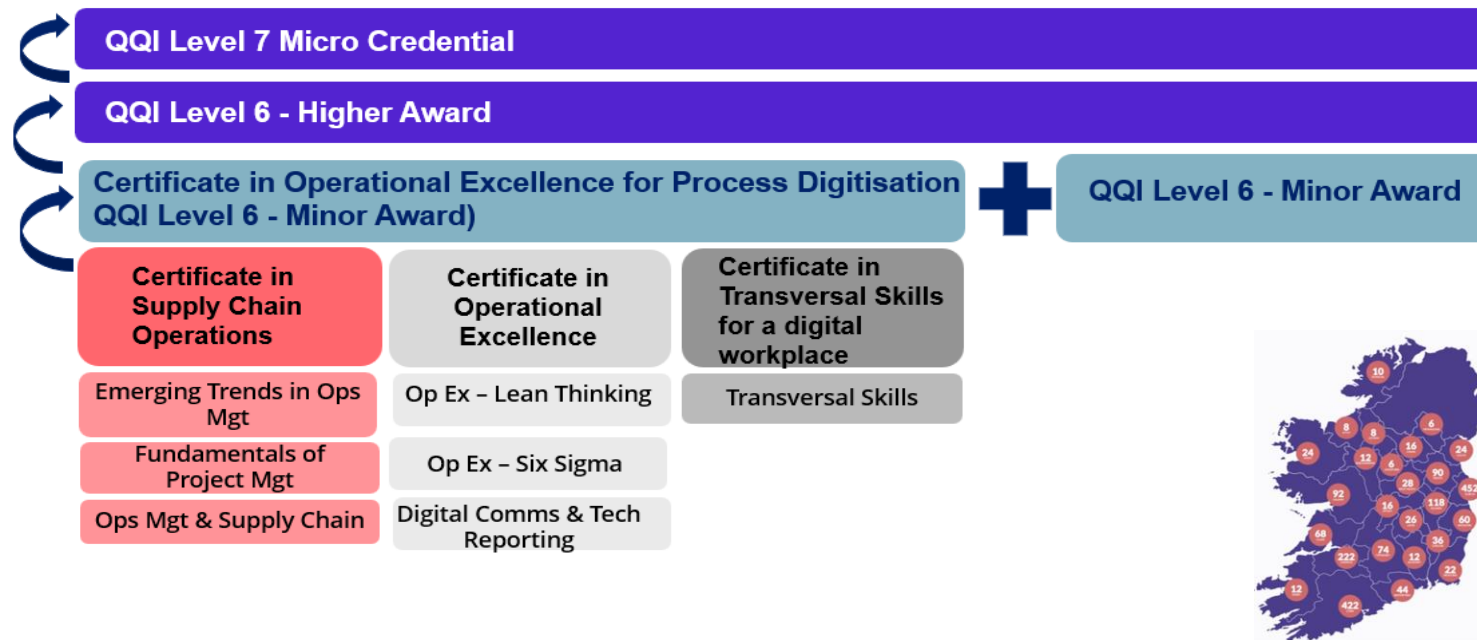 QQI Level 7 Micro Credential
QQI Level 6 - Higher Award
Certificate in Operational Excellence for Process Digitisation
QQI Level 6 - Minor Award)
QQI Level 6 - Minor Award
Certificate in
Supply Chain
Operations
Certificate in
Operational
Excellence
Certificate in
Transversal Skills
for a digital
workplace
Emerging Trends in Ops
Mgt
Fundamentals of
Project Mgt
Ops Mgt & Supply Chain
Op Ex – Lean Thinking
Op Ex – Six Sigma
Digital Comms & Tech
Reporting
Transversal Skills
10
8
8
6
24
12
6
16
24
28
90
92
16
118
452
26
60
68
36
222
74
12
22
12
44
422